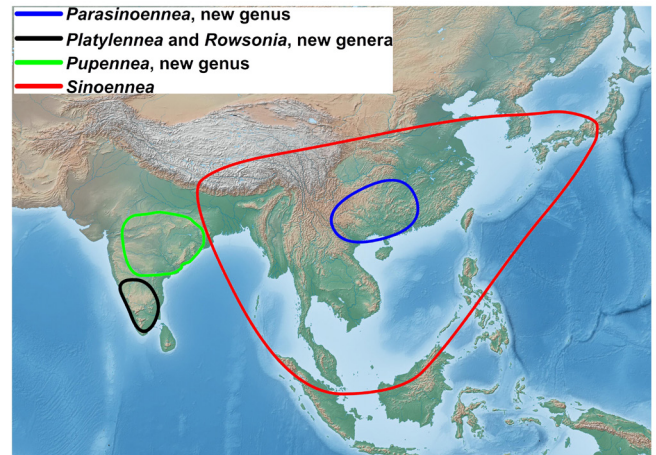 Parasinoennea, new genus
Platylennea and Rowsonia, new genera
Pupennea, new genus
Sinoennea